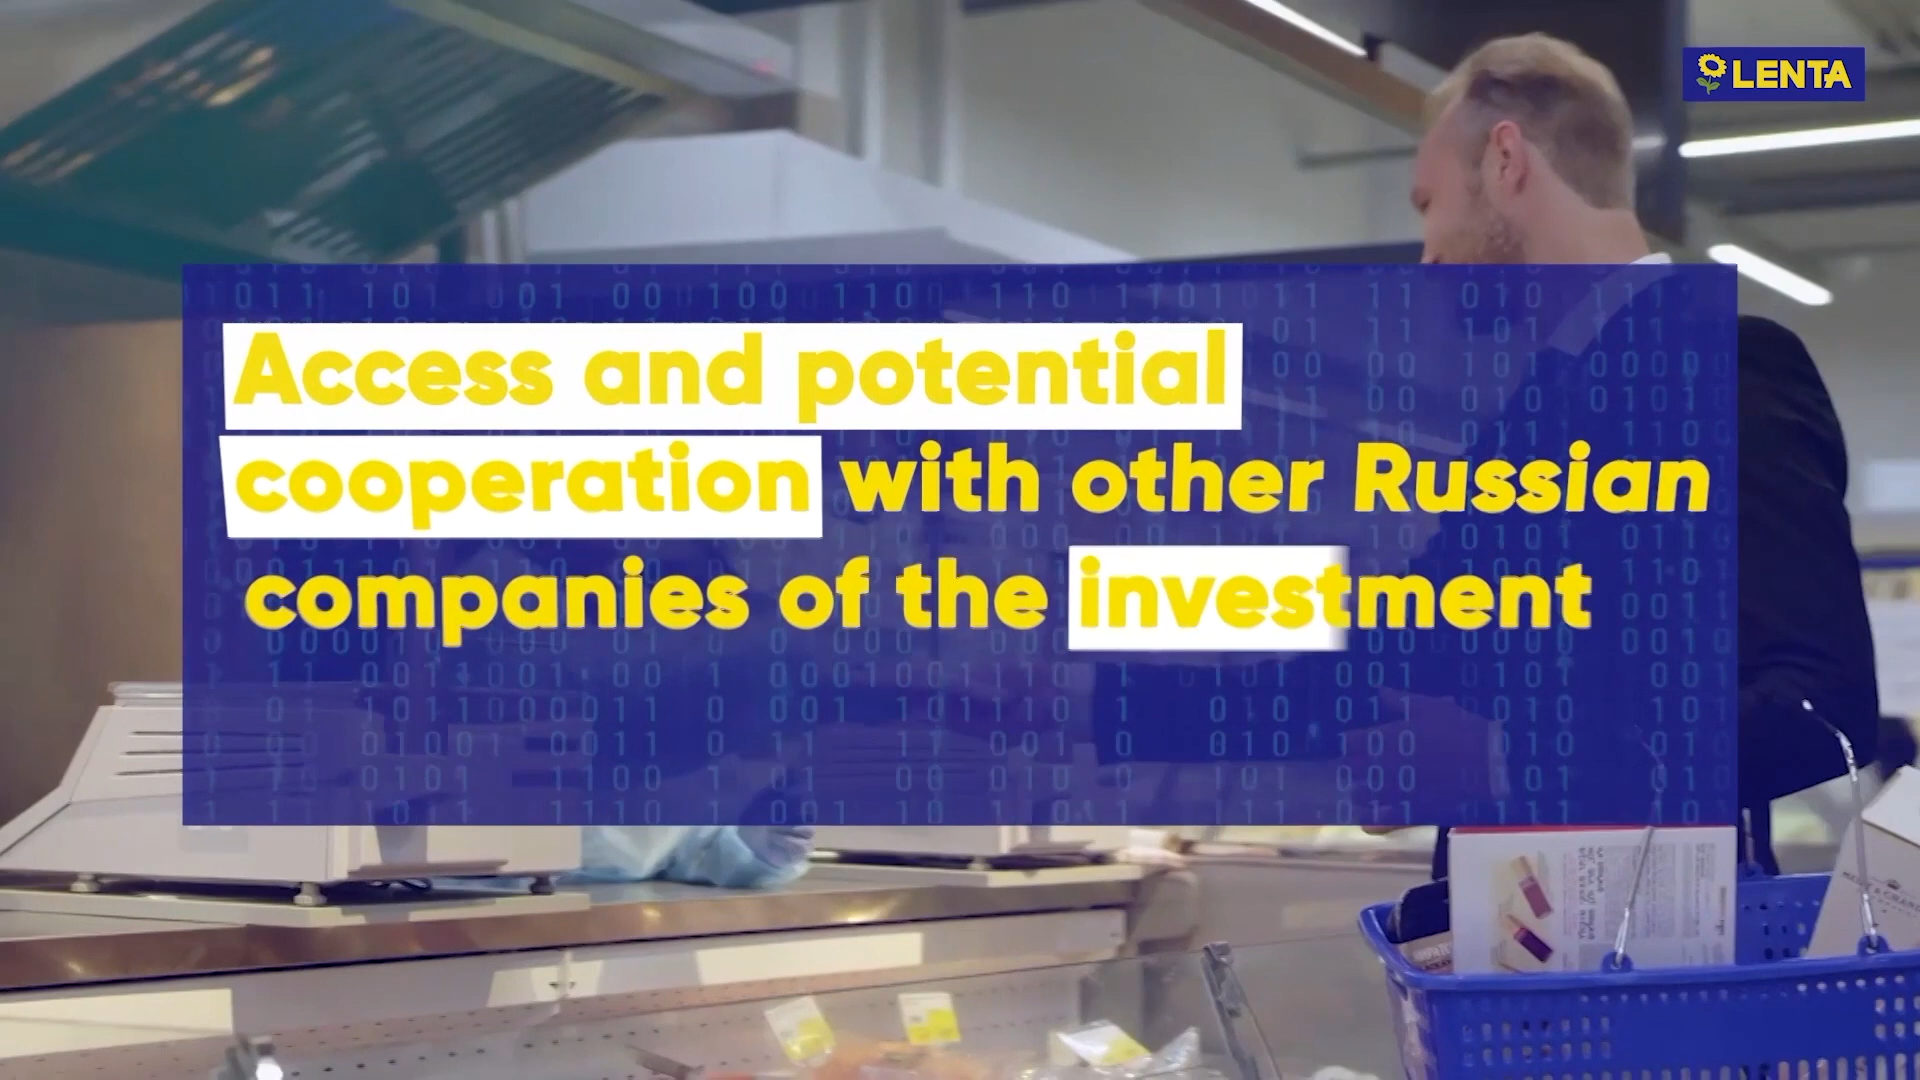 LENTA
Access and potential
cooperation with other Russian
companies of the investment